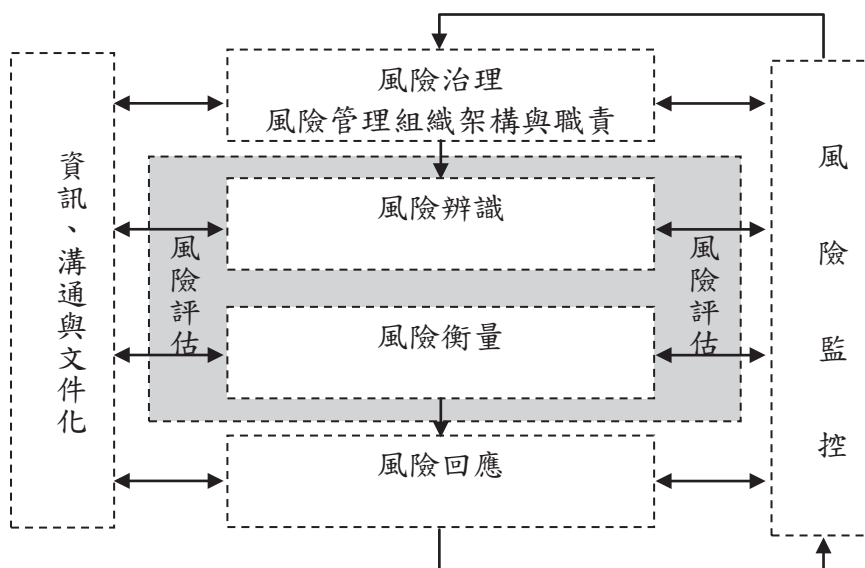 風險治理
風險管理組織架構與職責
資訊、溝通與文件化
風險辨識
風險評估
風險評估
風險衡量
風險回應
風險監控